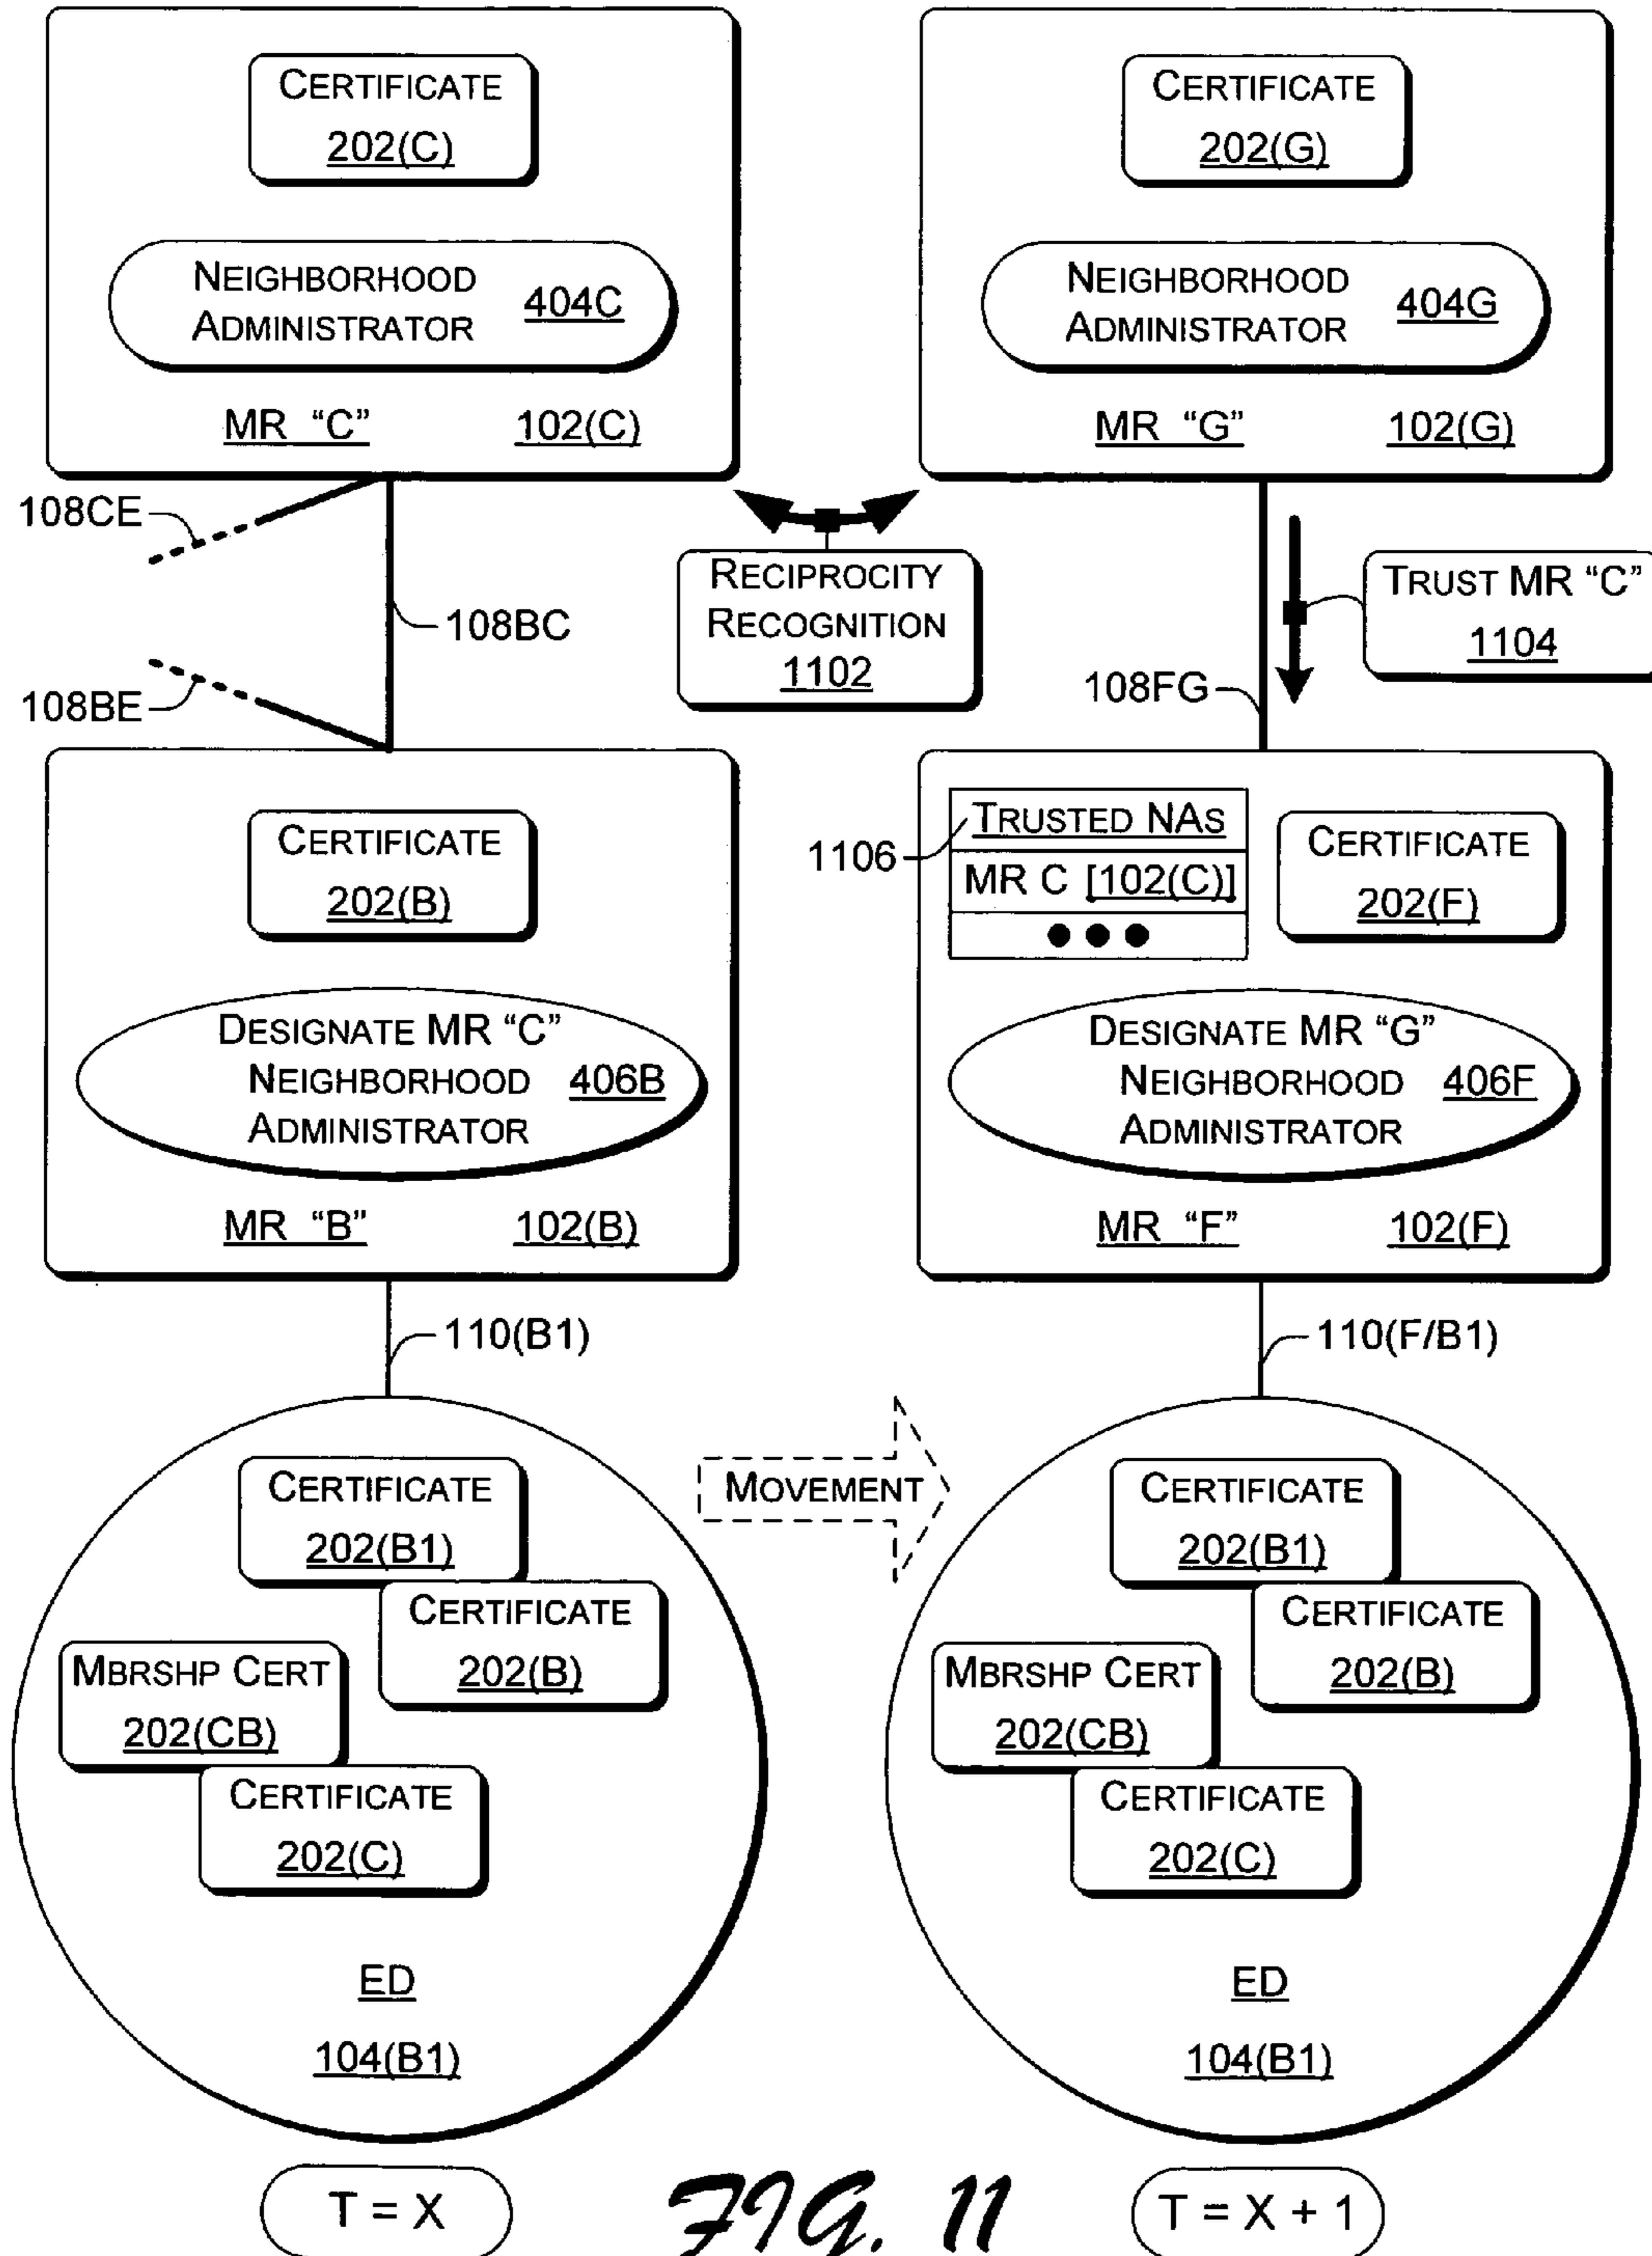 CERTIFICATE
202(C)
NEIGHBORHOOD
ADMINISTRATOR
404C
MR "C"
102(C)
CERTIFICATE
202(G)
NEIGHBORHOOD
ADMINISTRATOR
404G
MR "G"
102(G)
108CE
108BC
108BE
RECIPROCITY
RECOGNITION
1102
108FG
TRUST MR "C"
1104
CERTIFICATE
202(B)
DESIGNATE MR "C"
NEIGHBORHOOD
ADMINISTRATOR
406B
MR "B"
102(B)
1106
TRUSTED NAS
MR C [102(C)]
CERTIFICATE
202(F)
DESIGNATE MR "G"
NEIGHBORHOOD
ADMINISTRATOR
406F
MR "F"
102(F)
110(B1)
110(F/B1)
CERTIFICATE
202(B1)
CERTIFICATE
202(B)
MBRSHP CERT
202(CB)
CERTIFICATE
202(C)
ED
104(B1)
MOVEMENT
CERTIFICATE
202(B1)
CERTIFICATE
202(B)
MBRSHP CERT
202(CB)
CERTIFICATE
202(C)
ED
104(B1)
T = X
FIG. 11
T = X + 1